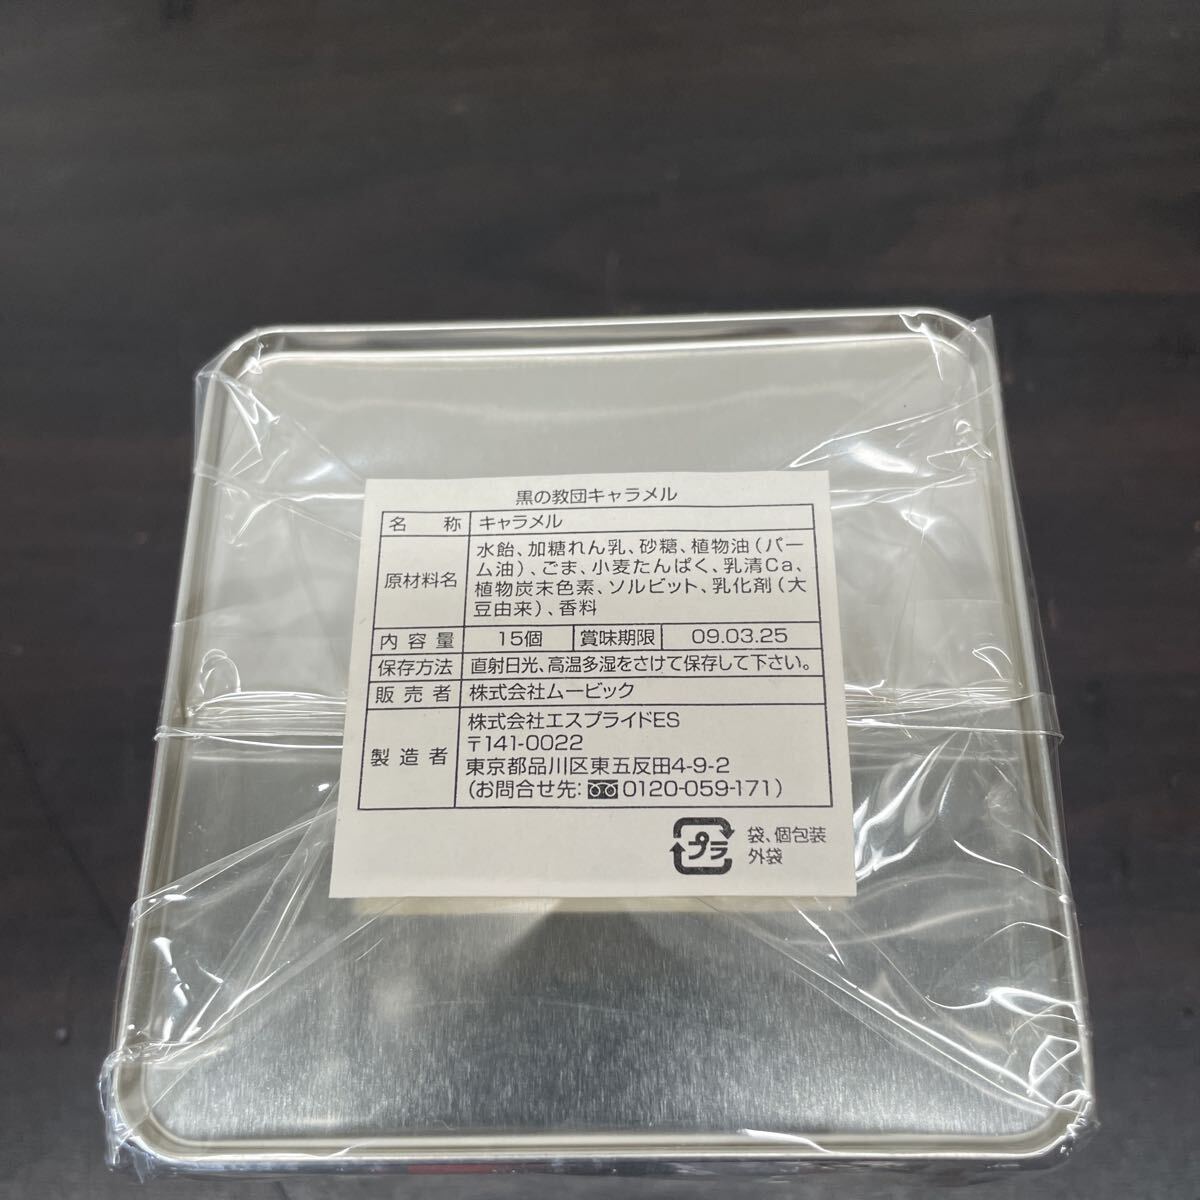 黒の教団キャラメル
名 称 キャラメル
原材料名 水飴、加糖れん乳、砂糖、植物油(パー
ム油)、ごま、小麦たんぱく、乳清Ca、
植物炭末色素、ソルビット、乳化剤(大
豆由来)、香料
内容量 15個 賞味期限 09.03.25
保存方法 直射日光、高温多湿をさけて保存して下さい。
販売者 株式会社ムービック
製造者 株式会社エスプライドES
〒141-0022
東京都品川区東五反田4-9-2
(お問合せ先:0120-059-171)
プラ 袋、個包装
外袋